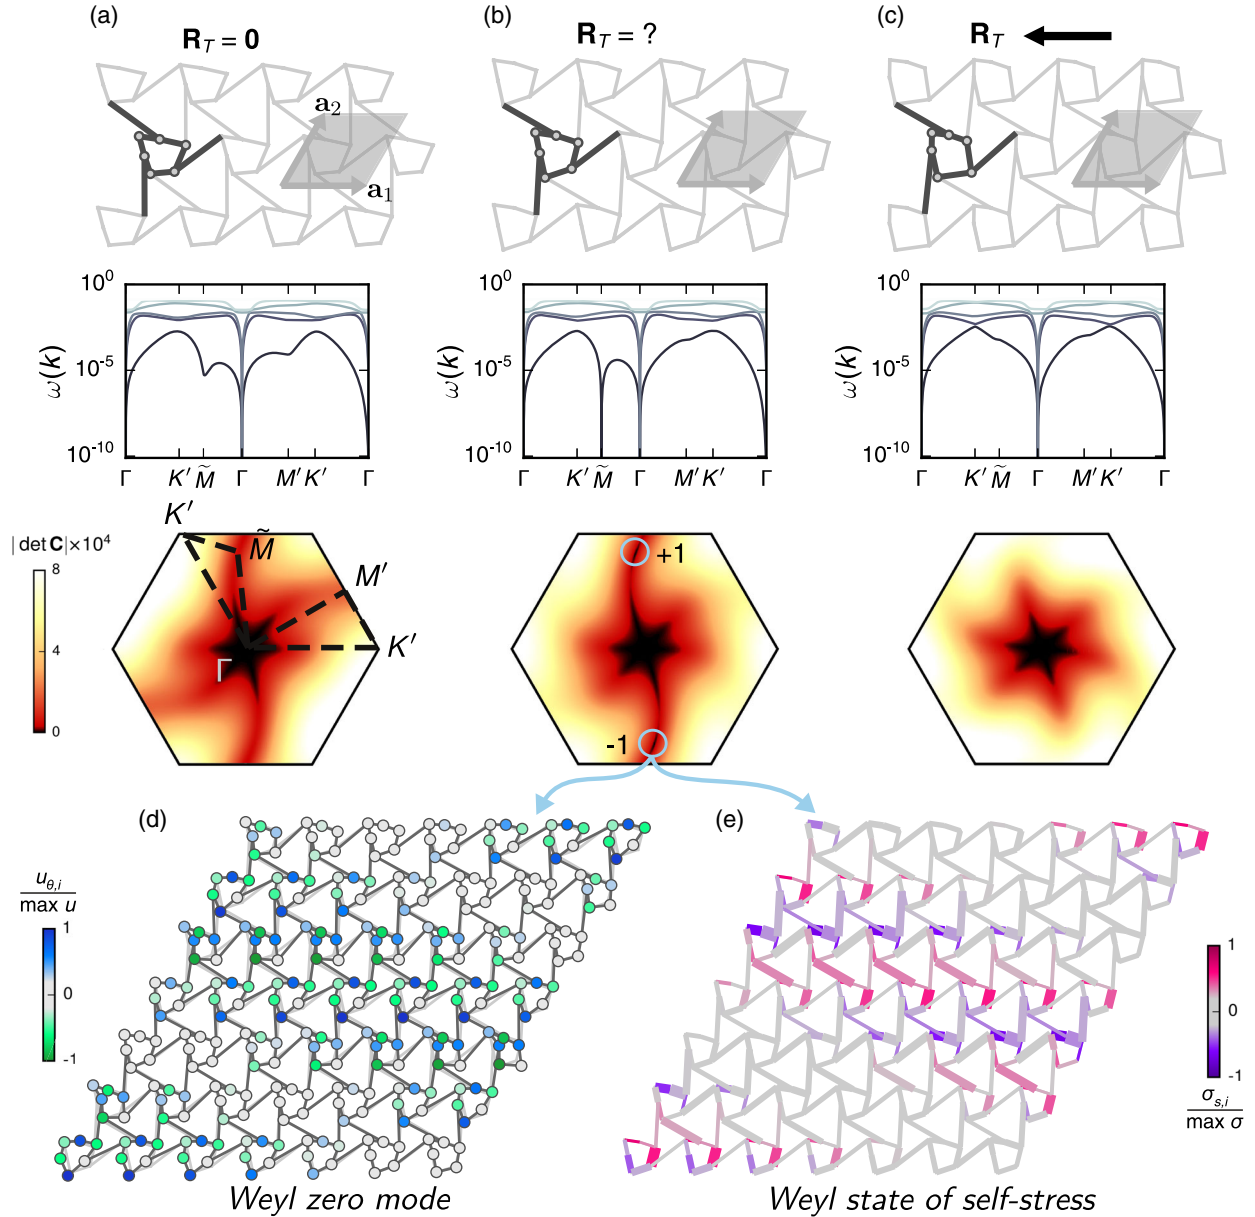 (a)
(b)
(c)
R_T = 0
R_T = ?
R_T
a_2
a_1
ω(k)
10^0
10^-5
10^-10
Γ K′ M̃ Γ M′ K′ Γ
ω(k)
10^0
10^-5
10^-10
Γ K′ M̃ Γ M′ K′ Γ
ω(k)
10^0
10^-5
10^-10
Γ K′ M̃ Γ M′ K′ Γ
|det C|×10^4
8
4
0
K′
M̃
M′
K′
Γ
+1
-1
(d)
(e)
u_θ,i
max u
1
0
-1
1
0
-1
σ_s,i
max σ
Weyl zero mode
Weyl state of self-stress